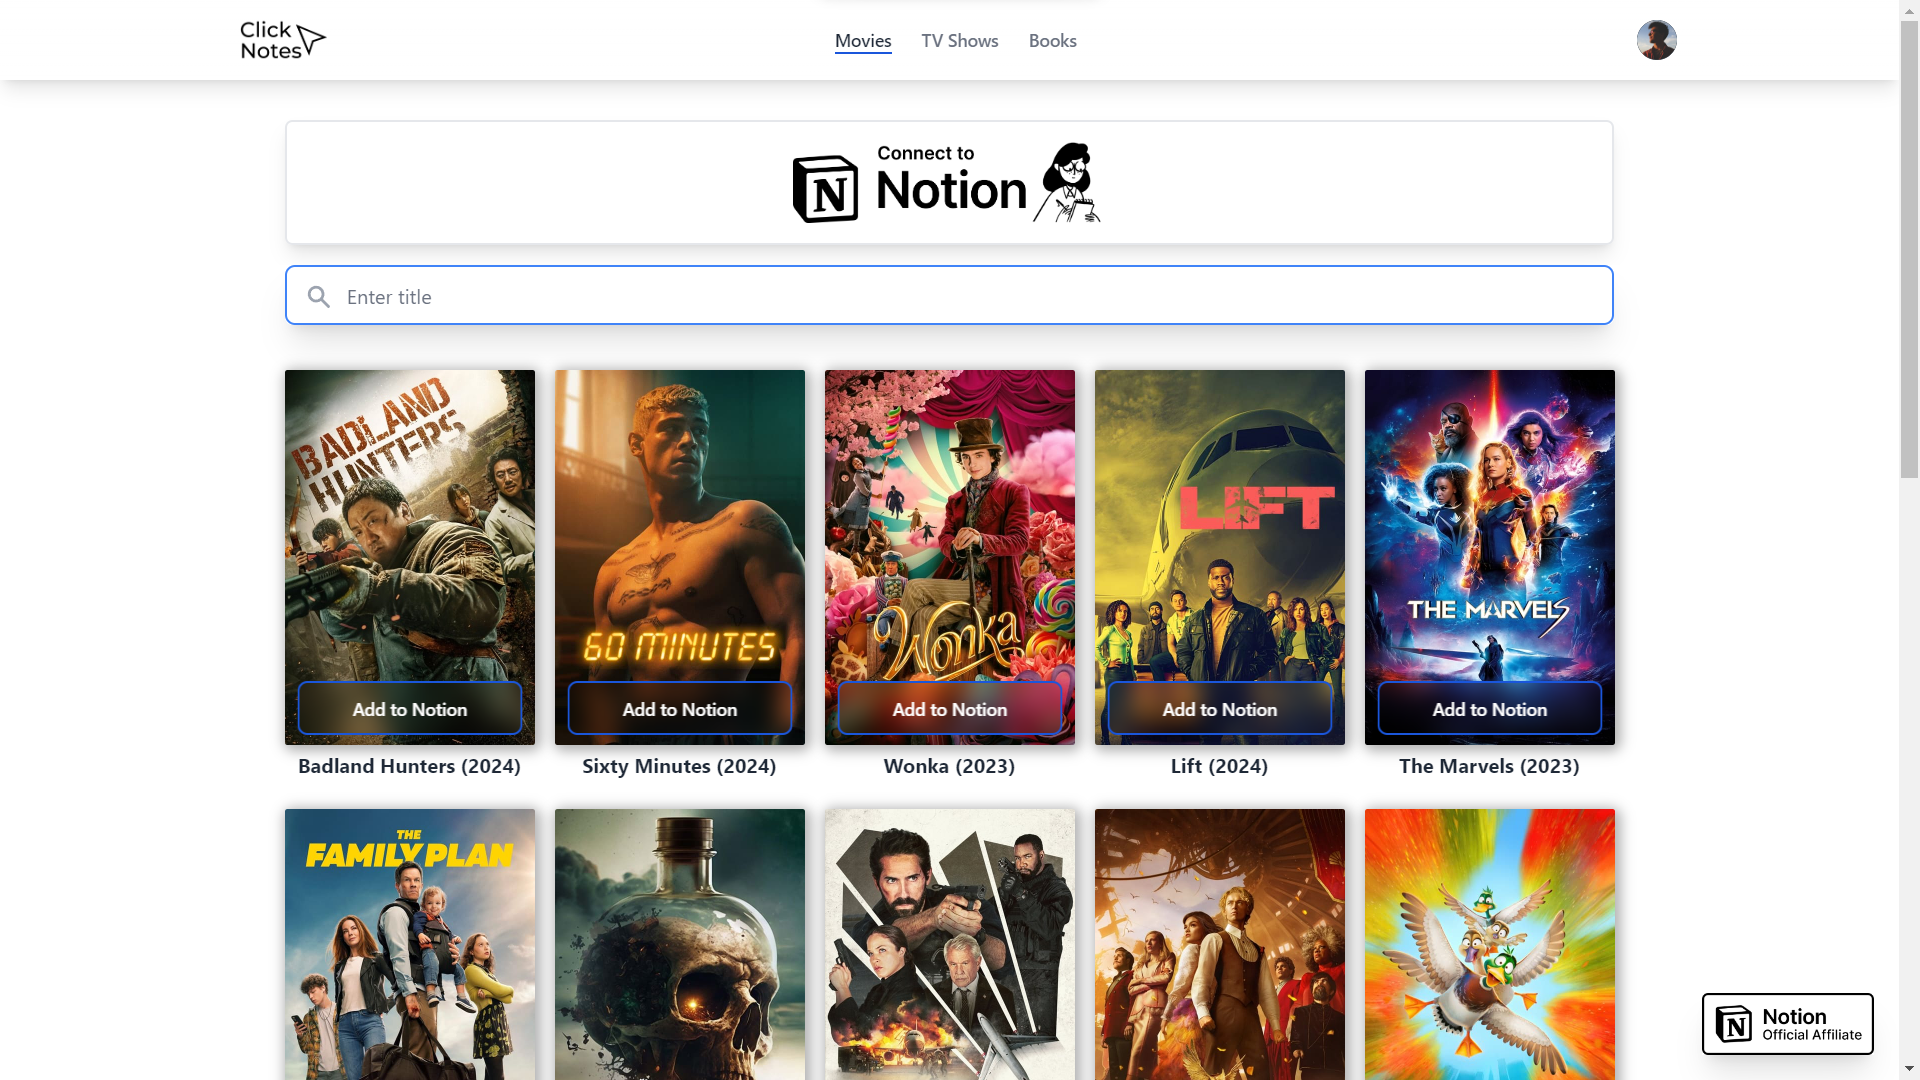 Click
Notes
Movies
TV Shows
Books
Connect to
Notion
Enter title
BADLAND
HUNTERS
60 MINUTES
Wonka
LIFT
THE MARVELS
Add to Notion
Add to Notion
Add to Notion
Add to Notion
Add to Notion
Badland Hunters (2024)
Sixty Minutes (2024)
Wonka (2023)
Lift (2024)
The Marvels (2023)
THE
FAMILY PLAN
Notion
Official Affiliate